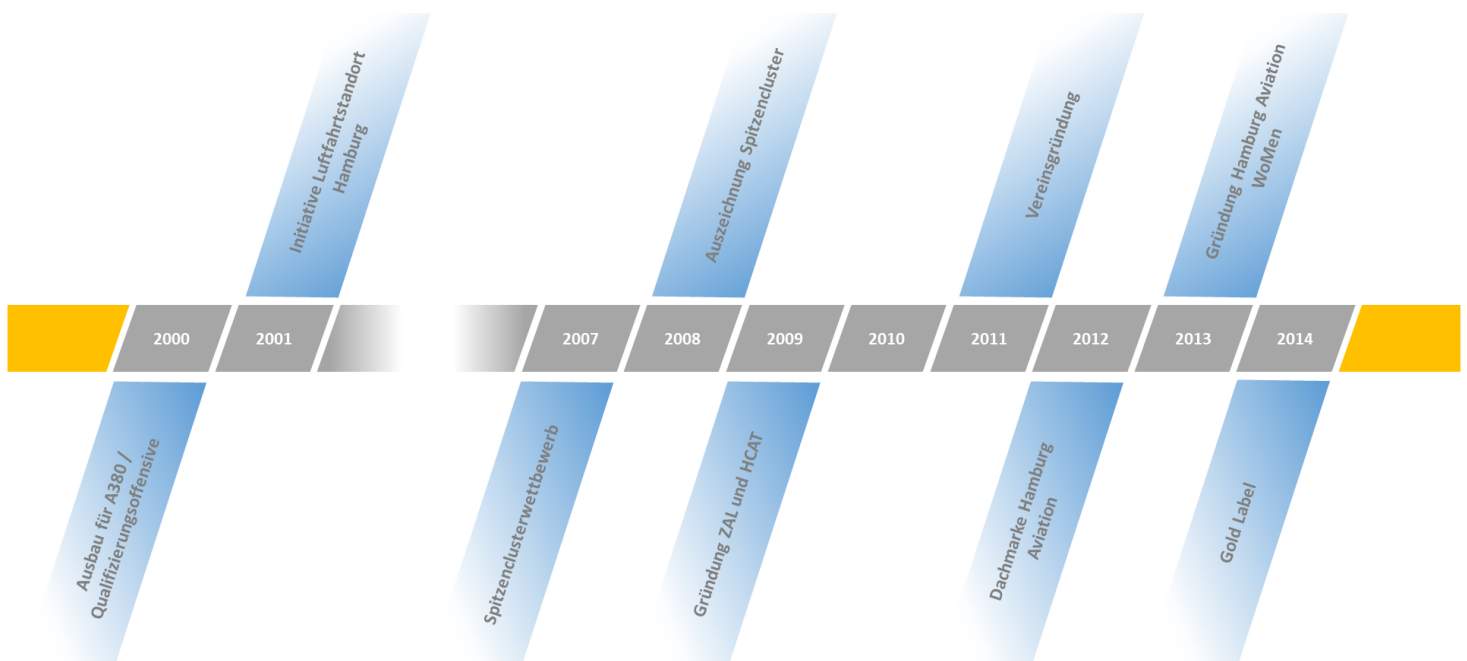 Initiative Luftfahrtstandort
Hamburg
Auszeichnung Spitzencluster
Vereinsgründung
Gründung Hamburg Aviation
WoMen
2000
2001
2007
2008
2009
2010
2011
2012
2013
2014
Ausbau für A380 /
Qualifizierungsoffensive
Spitzenclusterwettbewerb
Gründung ZAL und HCAT
Dachmarke Hamburg
Aviation
Gold Label